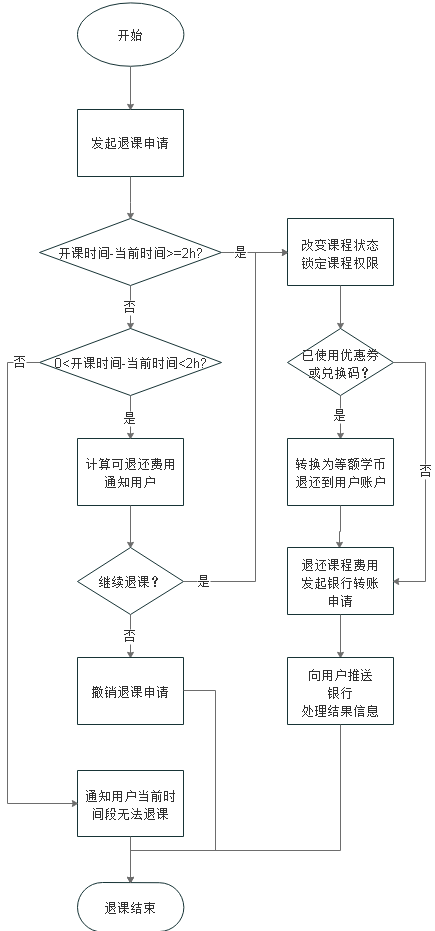 开始
发起退课申请
开课时间-当前时间>=2h?
是
改变课程状态
锁定课程权限
否
0<开课时间-当前时间<2h?
否
已使用优惠券
或兑换码？
是
是
计算可退还费用
通知用户
转换为等额学币
退还到用户账户
否
继续退课？
是
退还课程费用
发起银行转账
申请
否
撤销退课申请
向用户推送
银行
处理结果信息
通知用户当前时
间段无法退课
退课结束